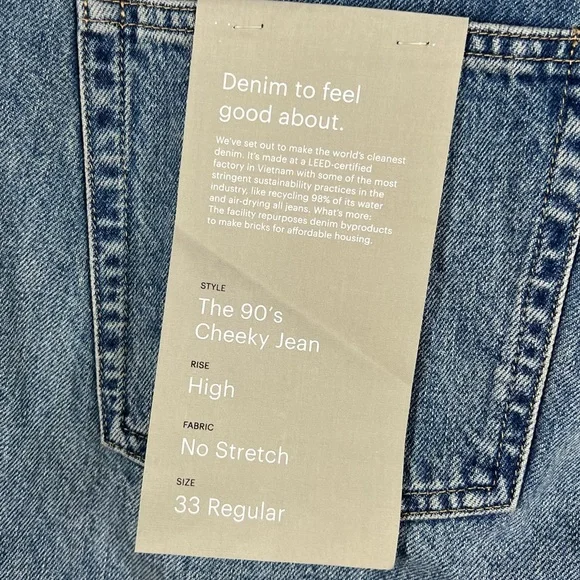 Denim to feel
good about.
We've set out to make the world's cleanest
denim. It's made at a LEED-certified
factory in Vietnam with some of the most
stringent sustainability practices in the
industry, like recycling 98% of its water
and air-drying all jeans. What's more:
The facility repurposes denim byproducts
to make bricks for affordable housing.
STYLE
The 90's
Cheeky Jean
RISE
High
FABRIC
No Stretch
SIZE
33 Regular